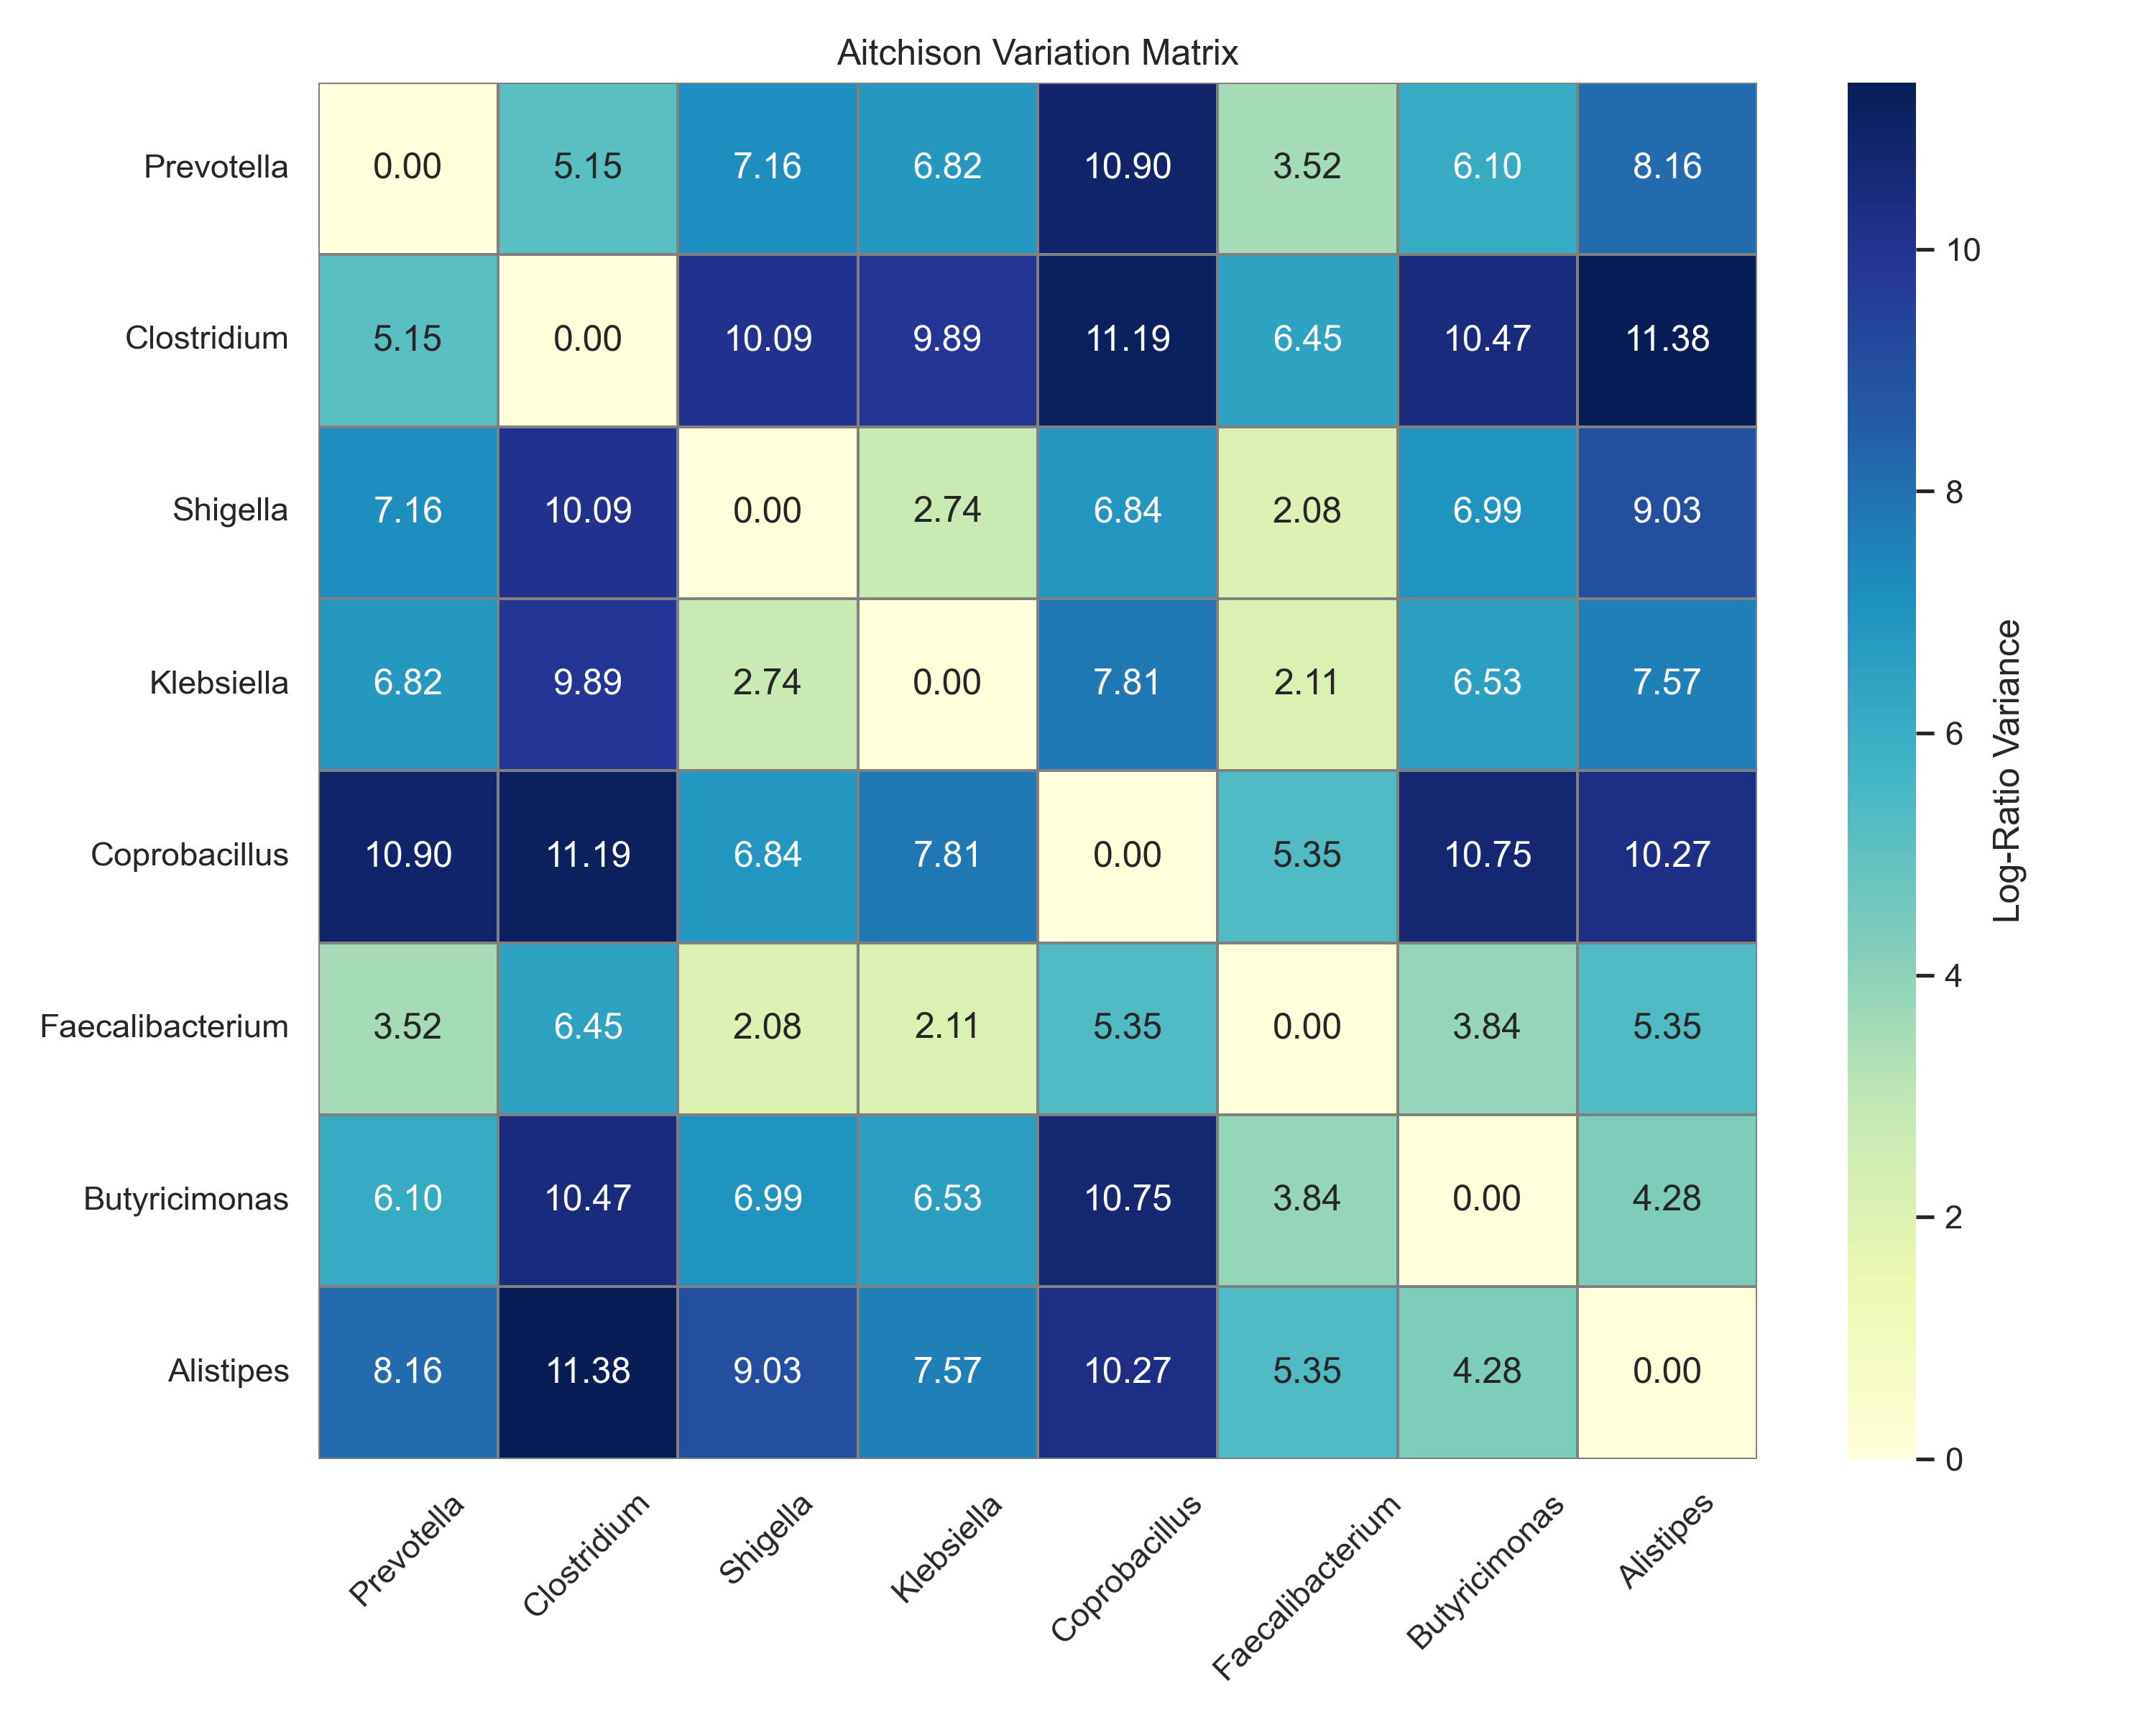 Aitchison Variation Matrix
Prevotella 0.00 5.15 7.16 6.82 10.90 3.52 6.10 8.16
Clostridium 5.15 0.00 10.09 9.89 11.19 6.45 10.47 11.38
Shigella 7.16 10.09 0.00 2.74 6.84 2.08 6.99 9.03
Klebsiella 6.82 9.89 2.74 0.00 7.81 2.11 6.53 7.57
Coprobacillus 10.90 11.19 6.84 7.81 0.00 5.35 10.75 10.27
Faecalibacterium 3.52 6.45 2.08 2.11 5.35 0.00 3.84 5.35
Butyricimonas 6.10 10.47 6.99 6.53 10.75 3.84 0.00 4.28
Alistipes 8.16 11.38 9.03 7.57 10.27 5.35 4.28 0.00
Prevotella Clostridium Shigella Klebsiella Coprobacillus Faecalibacterium Butyricimonas Alistipes
10
8
6
4
2
0
Log-Ratio Variance